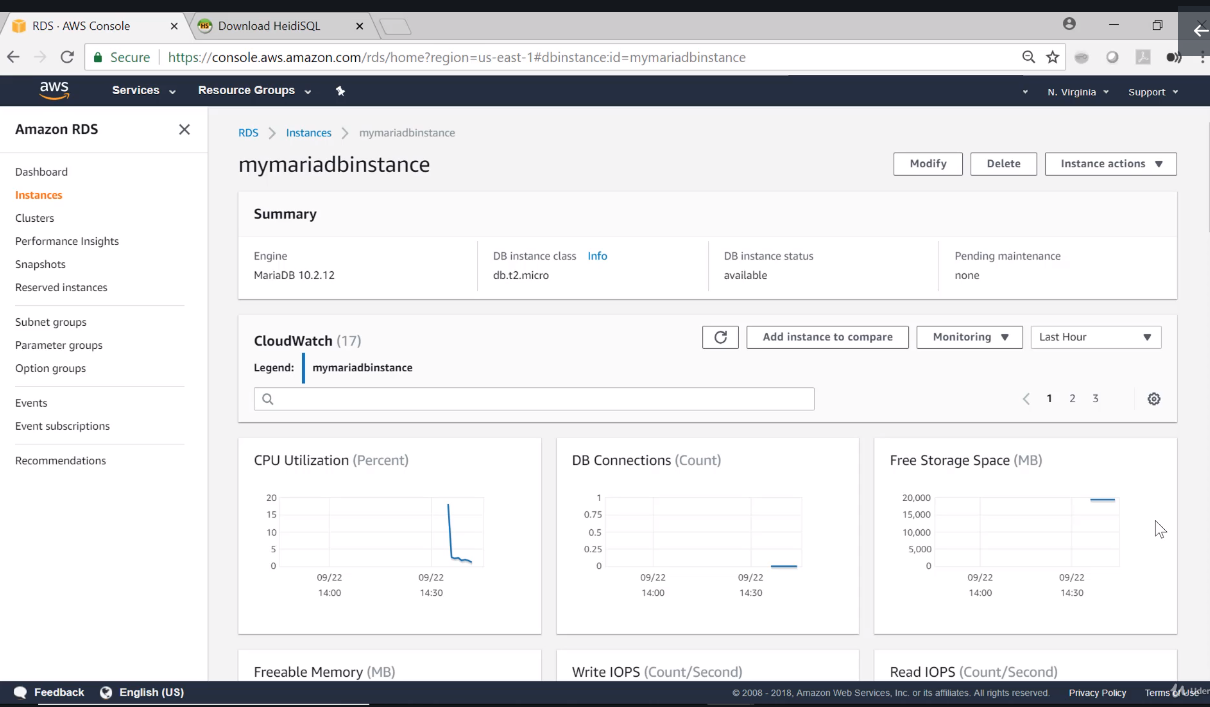 RDS · AWS Console
Download HeidiSQL
Secure
https://console.aws.amazon.com/rds/home?region=us-east-1#dbinstance:id=mymariadbinstance
aws
Services
Resource Groups
N. Virginia
Support
Amazon RDS
Dashboard
Instances
Clusters
Performance Insights
Snapshots
Reserved instances
Subnet groups
Parameter groups
Option groups
Events
Event subscriptions
Recommendations
RDS
Instances
mymariadbinstance
mymariadbinstance
Modify
Delete
Instance actions
Summary
Engine
MariaDB 10.2.12
DB instance class Info
db.t2.micro
DB instance status
available
Pending maintenance
none
CloudWatch (17)
Add instance to compare
Monitoring
Last Hour
Legend: mymariadbinstance
1 2 3
CPU Utilization (Percent)
20
15
10
5
0
09/22 09/22
14:00 14:30
DB Connections (Count)
1
0.75
0.5
0.25
0
09/22 09/22
14:00 14:30
Free Storage Space (MB)
20,000
15,000
10,000
5,000
0
09/22 09/22
14:00 14:30
Freeable Memory (MB)
Write IOPS (Count/Second)
Read IOPS (Count/Second)
Feedback
English (US)
© 2008 - 2018, Amazon Web Services, Inc. or its affiliates. All rights reserved.
Privacy Policy
Terms of Use